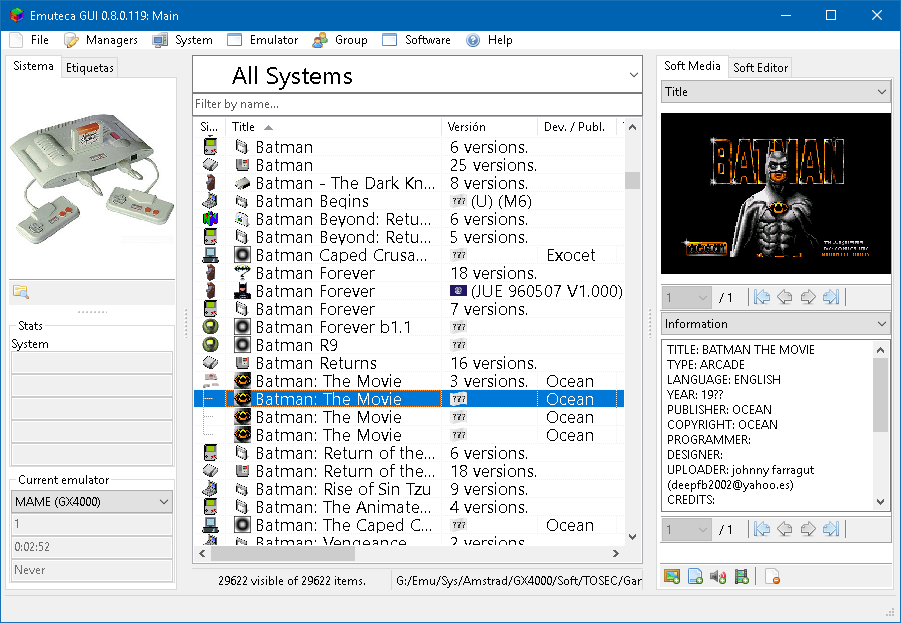 Emuteca GUI 0.8.0.119: Main
File Managers System Emulator Group Software Help
Sistema Etiquetas
Stats
System
Current emulator
MAME (GX4000)
1
0:02:52
Never
All Systems
Filter by name...
Si... Title Versión Dev. / Publ.
Batman 6 versions.
Batman 25 versions.
Batman - The Dark Kn... 8 versions.
Batman Begins ??? (U) (M6)
Batman Beyond: Retu... 6 versions.
Batman Beyond: Retu... 5 versions.
Batman Caped Crusa... ??? Exocet
Batman Forever 18 versions.
Batman Forever (JUE 960507 V1.000)
Batman Forever 7 versions.
Batman Forever b1.1 ???
Batman R9 ???
Batman Returns 16 versions.
Batman: The Movie 3 versions. Ocean
Batman: The Movie ??? Ocean
Batman: The Movie ??? Ocean
Batman: The Movie ??? Ocean
Batman: Return of the... 6 versions.
Batman: Return of the... 18 versions.
Batman: Rise of Sin Tzu 9 versions.
Batman: The Animate... 4 versions.
Batman: The Caped C... ??? Ocean
Batman: Vengeance 2 versions.
29622 visible of 29622 items. G:/Emu/Sys/Amstrad/GX4000/Soft/TOSEC/Gar
Soft Media Soft Editor
Title
BATMAN
1 / 1
Information
TITLE: BATMAN THE MOVIE
TYPE: ARCADE
LANGUAGE: ENGLISH
YEAR: 19??
PUBLISHER: OCEAN
COPYRIGHT: OCEAN
PROGRAMMER:
DESIGNER:
UPLOADER: johnny farragut
(deepfb2002@yahoo.es)
CREDITS:
1 / 1